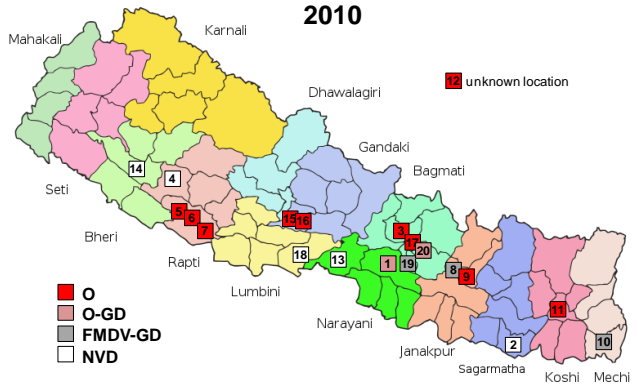 2010
Karnali
Mahakali
12 unknown location
Dhawalagiri
Gandaki
Bagmati
14
4
Seti
5
6
7
15
16
3
17
20
Bheri
Rapti
18
13
1
19
8
9
Lumbini
11
O
O-GD
FMDV-GD
NVD
Narayani
2
10
Janakpur
Sagarmatha
Koshi
Mechi